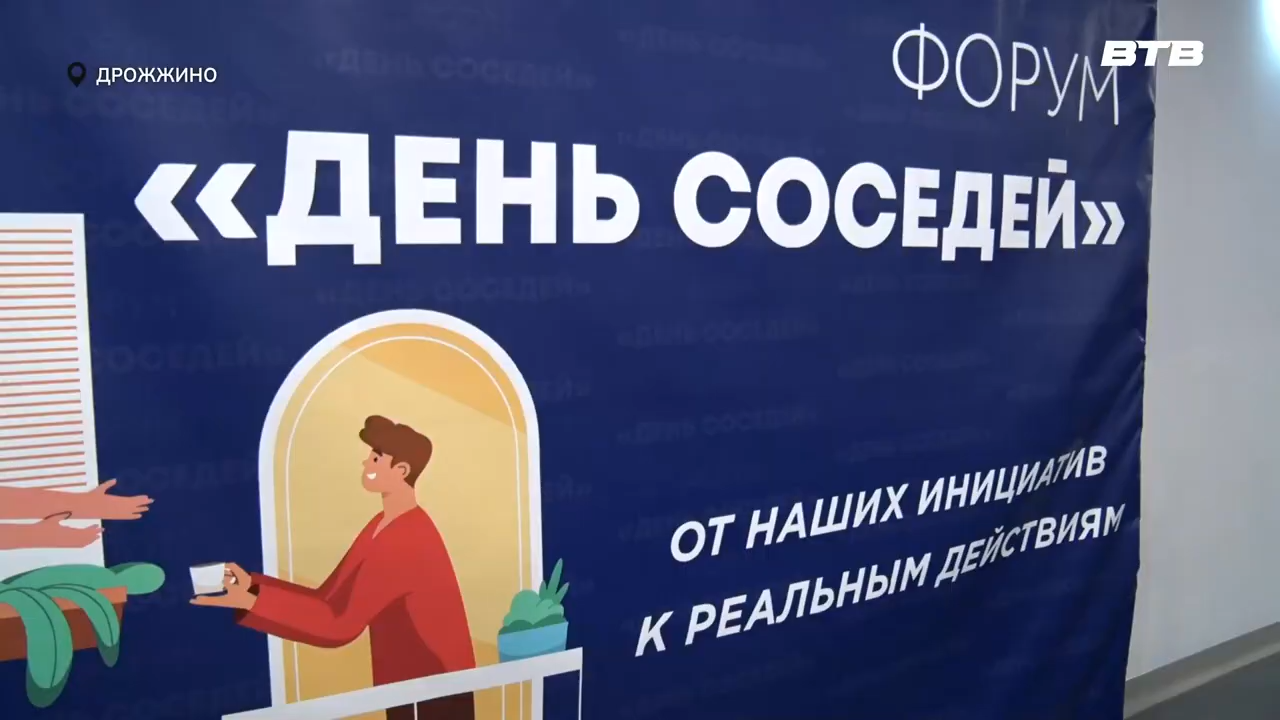 ДРОЖЖИНО
ВТВ
ФОРУМ
«ДЕНЬ СОСЕДЕЙ»
ОТ НАШИХ ИНИЦИАТИВ
К РЕАЛЬНЫМ ДЕЙСТВИЯМ